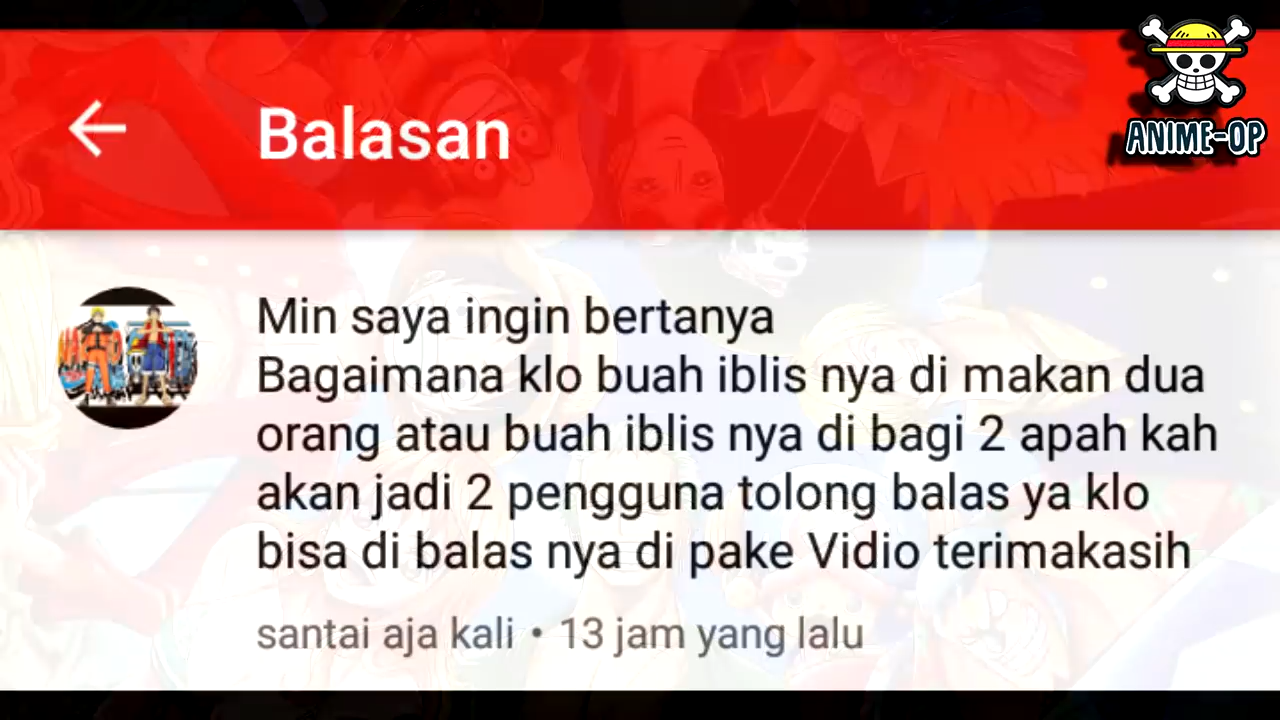 Balasan
ANIME-OP
Min saya ingin bertanya
Bagaimana klo buah iblis nya di makan dua
orang atau buah iblis nya di bagi 2 apah kah
akan jadi 2 pengguna tolong balas ya klo
bisa di balas nya di pake Vidio terimakasih
santai aja kali • 13 jam yang lalu